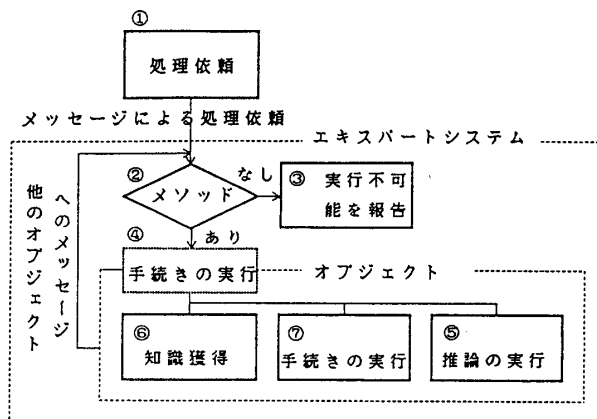 ①
処理依頼
メッセージによる処理依頼
エキスパートシステム
②
メソッド
なし
③ 実行不可
能を報告
あり
④
手続きの実行
オブジェクト
他のオブジェクト
へのメッセージ
⑥
知識獲得
⑦
手続きの実行
⑤
推論の実行